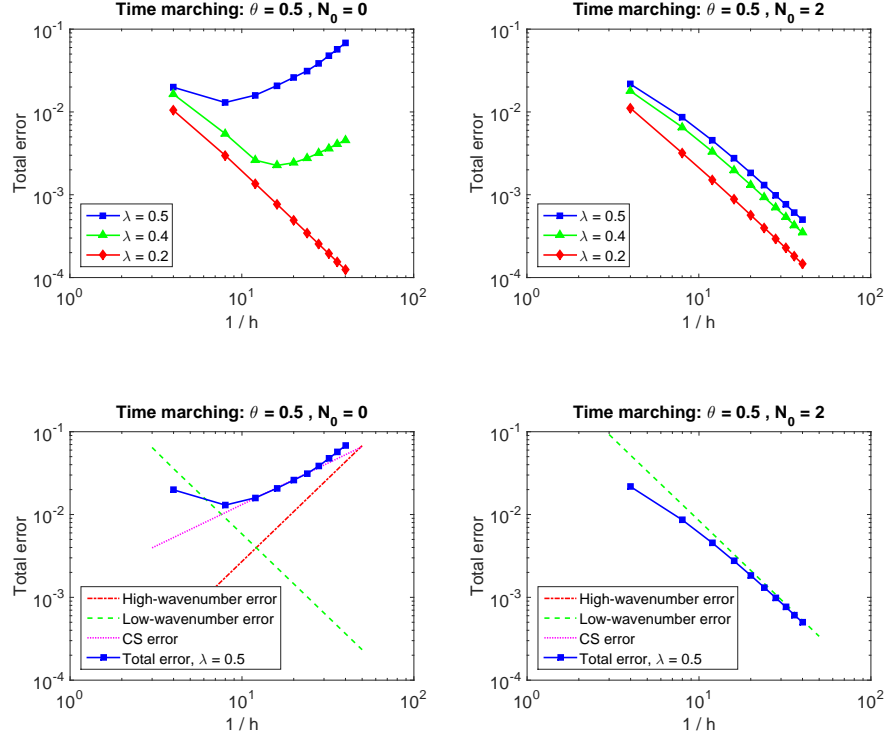 Time marching: θ = 0.5 , N0 = 0
Total error
10^-1
10^-2
10^-3
10^-4
λ = 0.5
λ = 0.4
λ = 0.2
10^0
10^1
10^2
1 / h
Time marching: θ = 0.5 , N0 = 2
Total error
10^-1
10^-2
10^-3
10^-4
λ = 0.5
λ = 0.4
λ = 0.2
10^0
10^1
10^2
1 / h
Time marching: θ = 0.5 , N0 = 0
Total error
10^-1
10^-2
10^-3
10^-4
High-wavenumber error
Low-wavenumber error
CS error
Total error, λ = 0.5
10^0
10^1
10^2
1 / h
Time marching: θ = 0.5 , N0 = 2
Total error
10^-1
10^-2
10^-3
10^-4
High-wavenumber error
Low-wavenumber error
CS error
Total error, λ = 0.5
10^0
10^1
10^2
1 / h